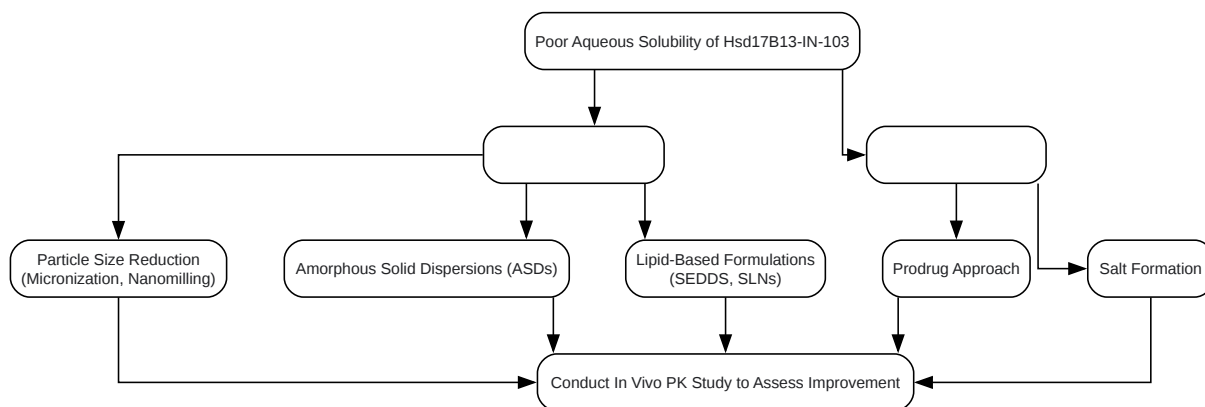 Poor Aqueous Solubility of Hsd17B13-IN-103
Particle Size Reduction
(Micronization, Nanomilling)
Amorphous Solid Dispersions (ASDs)
Lipid-Based Formulations
(SEDDS, SLNs)
Prodrug Approach
Salt Formation
Conduct In Vivo PK Study to Assess Improvement